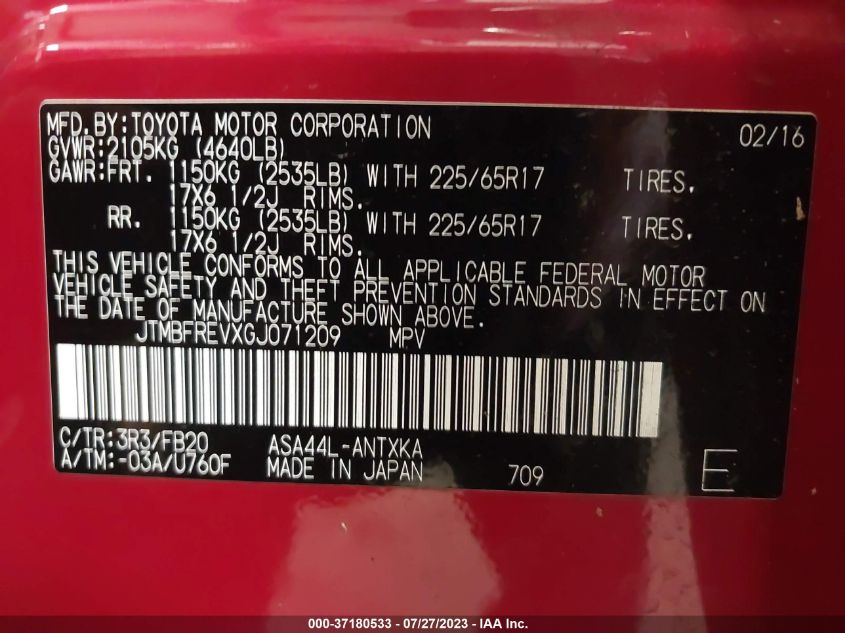 MFD.BY:TOYOTA MOTOR CORPORATION 02/16
GVWR:2105KG (4640LB)
GAWR:FRT. 1150KG (2535LB) WITH 225/65R17 TIRES.
17X6 1/2J RIMS.
RR. 1150KG (2535LB) WITH 225/65R17 TIRES.
17X6 1/2J RIMS.
THIS VEHICLE CONFORMS TO ALL APPLICABLE FEDERAL MOTOR
VEHICLE SAFETY AND THEFT PREVENTION STANDARDS IN EFFECT ON
THE DATE OF MANUFACTURE SHOWN ABOVE.
JTMBFREVXGJ071209 MPV
C/TR:3R3/FB20 ASA44L-ANTXKA
A/TM:-03A/U760F MADE IN JAPAN 709 E
000-37180533 - 07/27/2023 - IAA Inc.